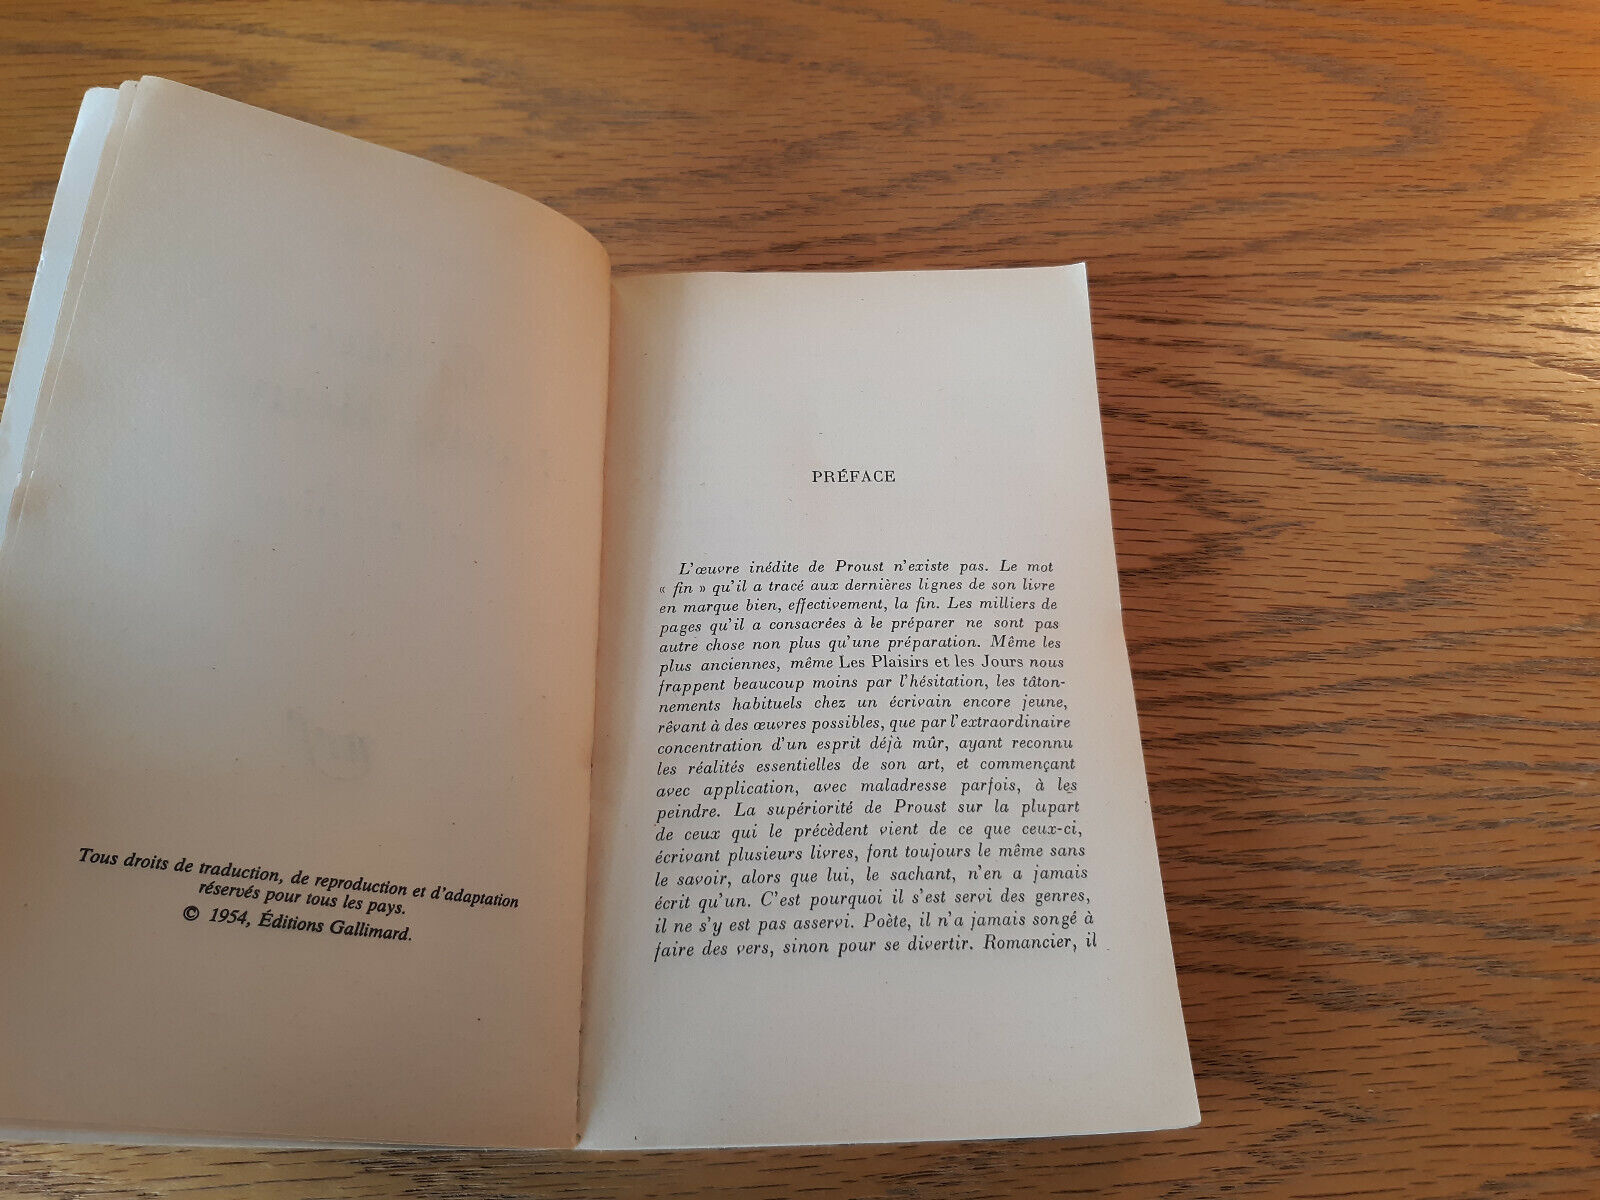 Tous droits de traduction, de reproduction et d'adaptation
réservés pour tous les pays.
© 1954, Éditions Gallimard.
PRÉFACE
L'œuvre inédite de Proust n'existe pas. Le mot
« fin » qu'il a tracé aux dernières lignes de son livre
en marque bien, effectivement, la fin. Les milliers de
pages qu'il a consacrées à le préparer ne sont pas
autre chose non plus qu'une préparation. Même les
plus anciennes, même Les Plaisirs et les Jours nous
frappent beaucoup moins par l'hésitation, les tâton-
nements habituels chez un écrivain encore jeune,
rêvant à des œuvres possibles, que par l'extraordinaire
concentration d'un esprit déjà mûr, ayant reconnu
les réalités essentielles de son art, et commençant
avec application, avec maladresse parfois, à les
peindre. La supériorité de Proust sur la plupart
de ceux qui le précèdent vient de ce que ceux-ci,
écrivant plusieurs livres, font toujours le même sans
le savoir, alors que lui, le sachant, n'en a jamais
écrit qu'un. C'est pourquoi il s'est servi des genres,
il ne s'y est pas asservi. Poète, il n'a jamais songé à
faire des vers, sinon pour se divertir. Romancier, il